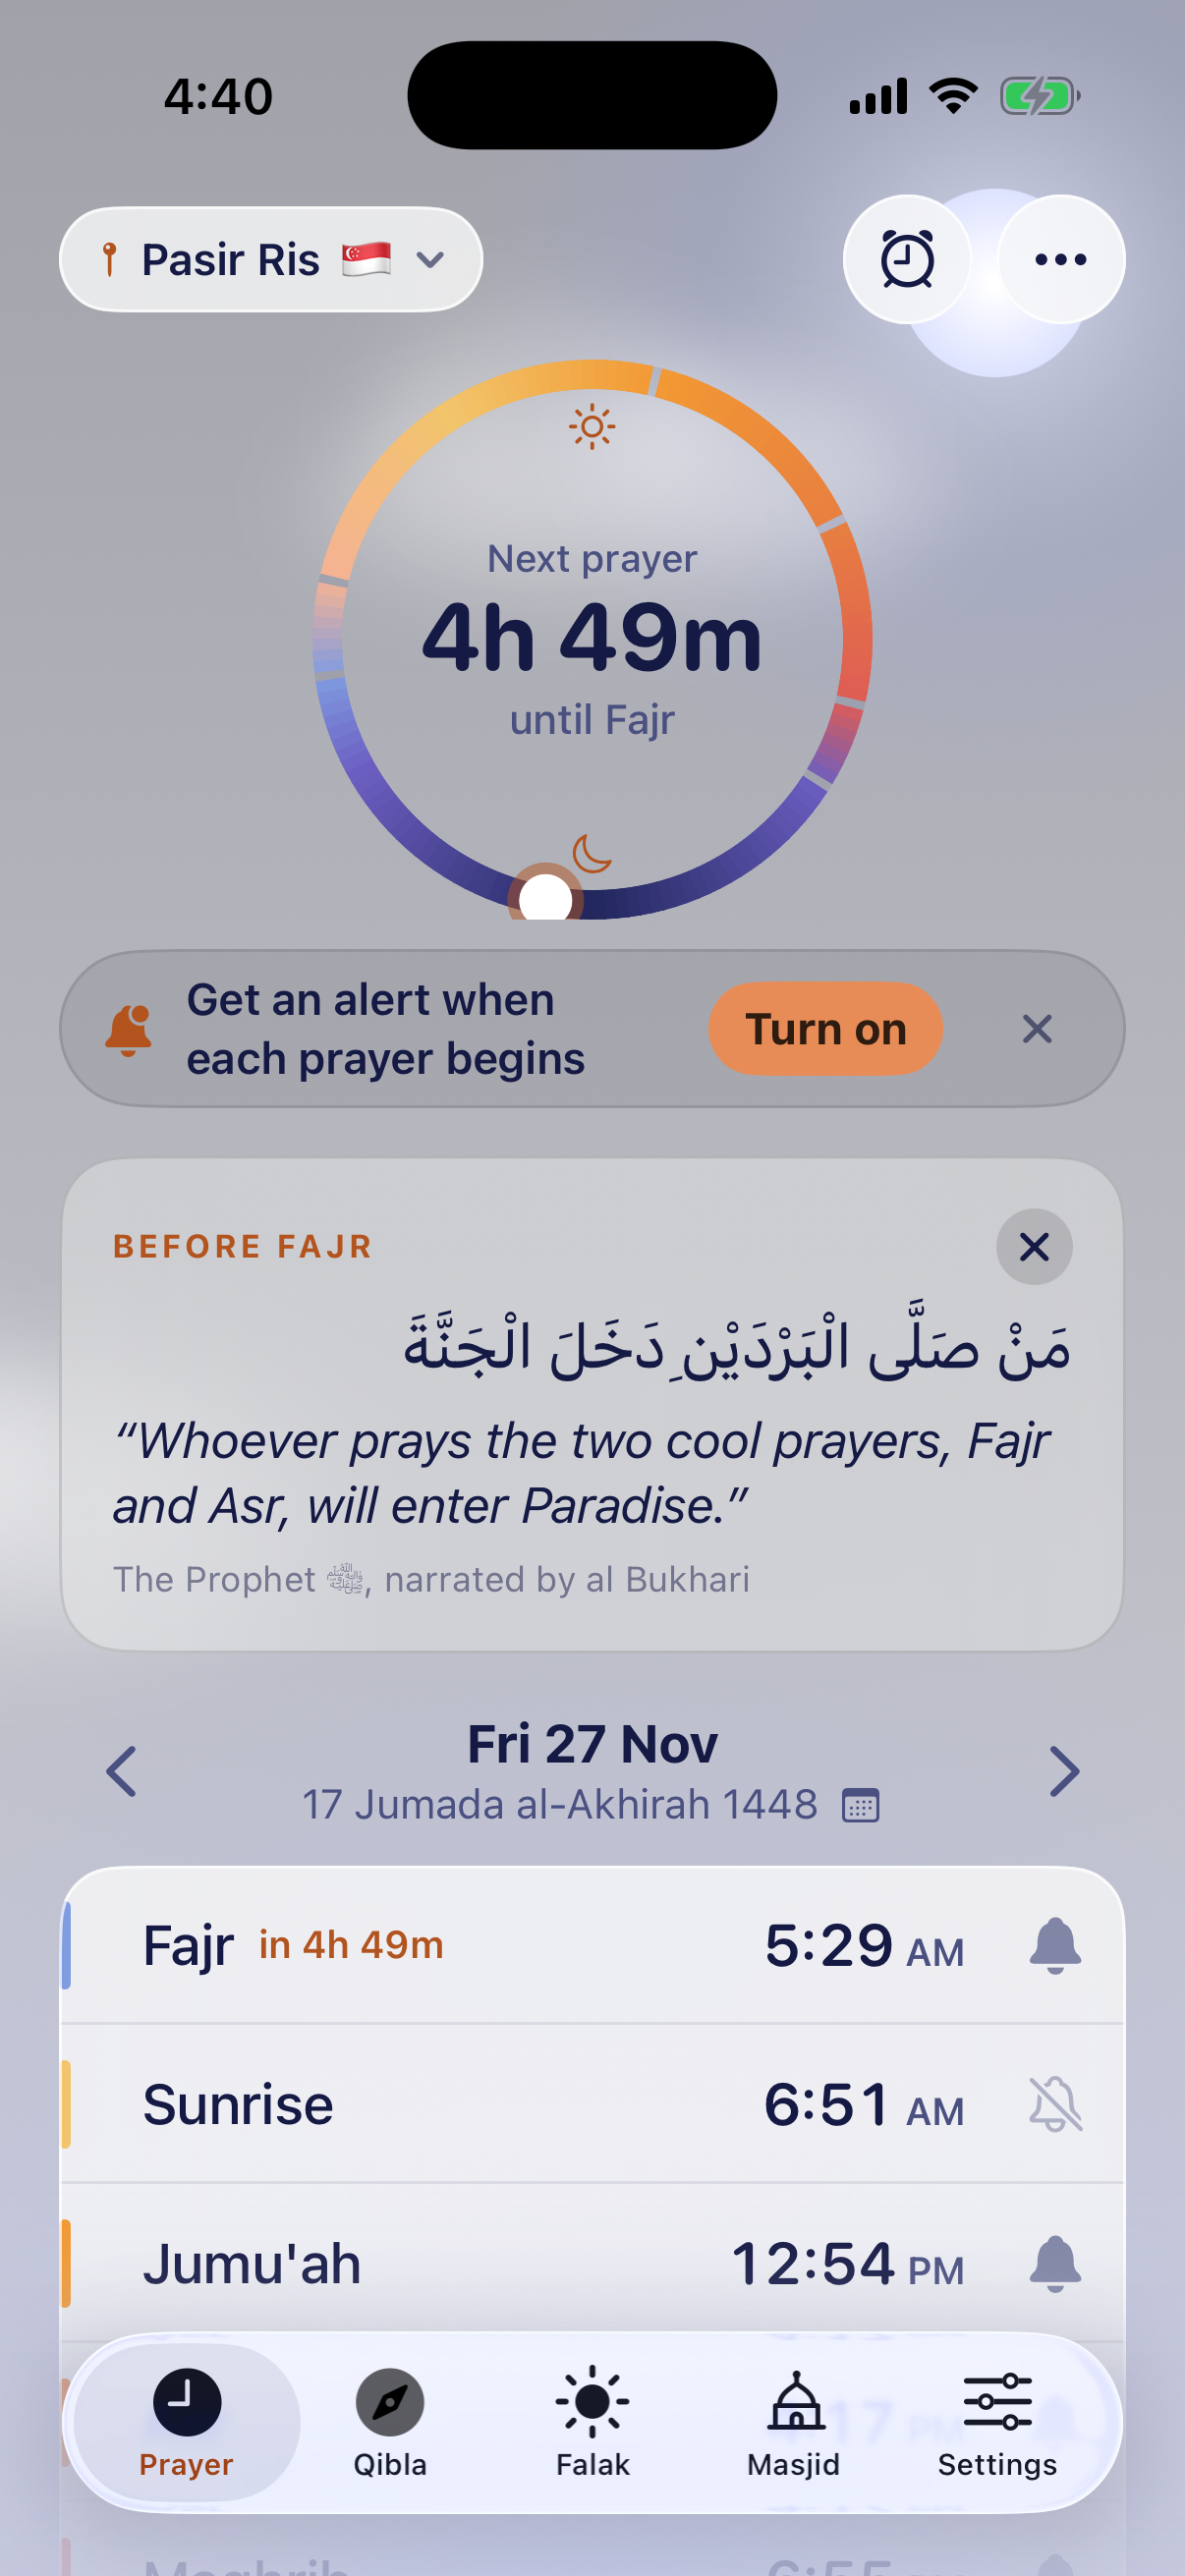 4:40
Pasir Ris
Next prayer
4h 49m
until Fajr
Get an alert when
each prayer begins
Turn on
BEFORE FAJR
مَنْ صَلَّى الْبَرْدَيْنِ دَخَلَ الْجَنَّةَ
“Whoever prays the two cool prayers, Fajr
and Asr, will enter Paradise.”
The Prophet ﷺ, narrated by al Bukhari
Fri 27 Nov
17 Jumada al-Akhirah 1448
Fajr in 4h 49m 5:29 AM
Sunrise 6:51 AM
Jumu'ah 12:54 PM
Prayer Qibla Falak Masjid Settings